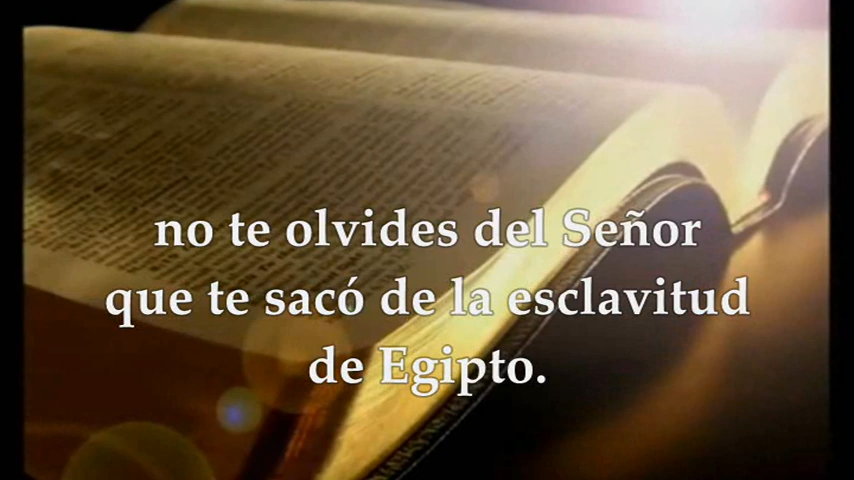 no te olvides del Señor
que te sacó de la esclavitud
de Egipto.